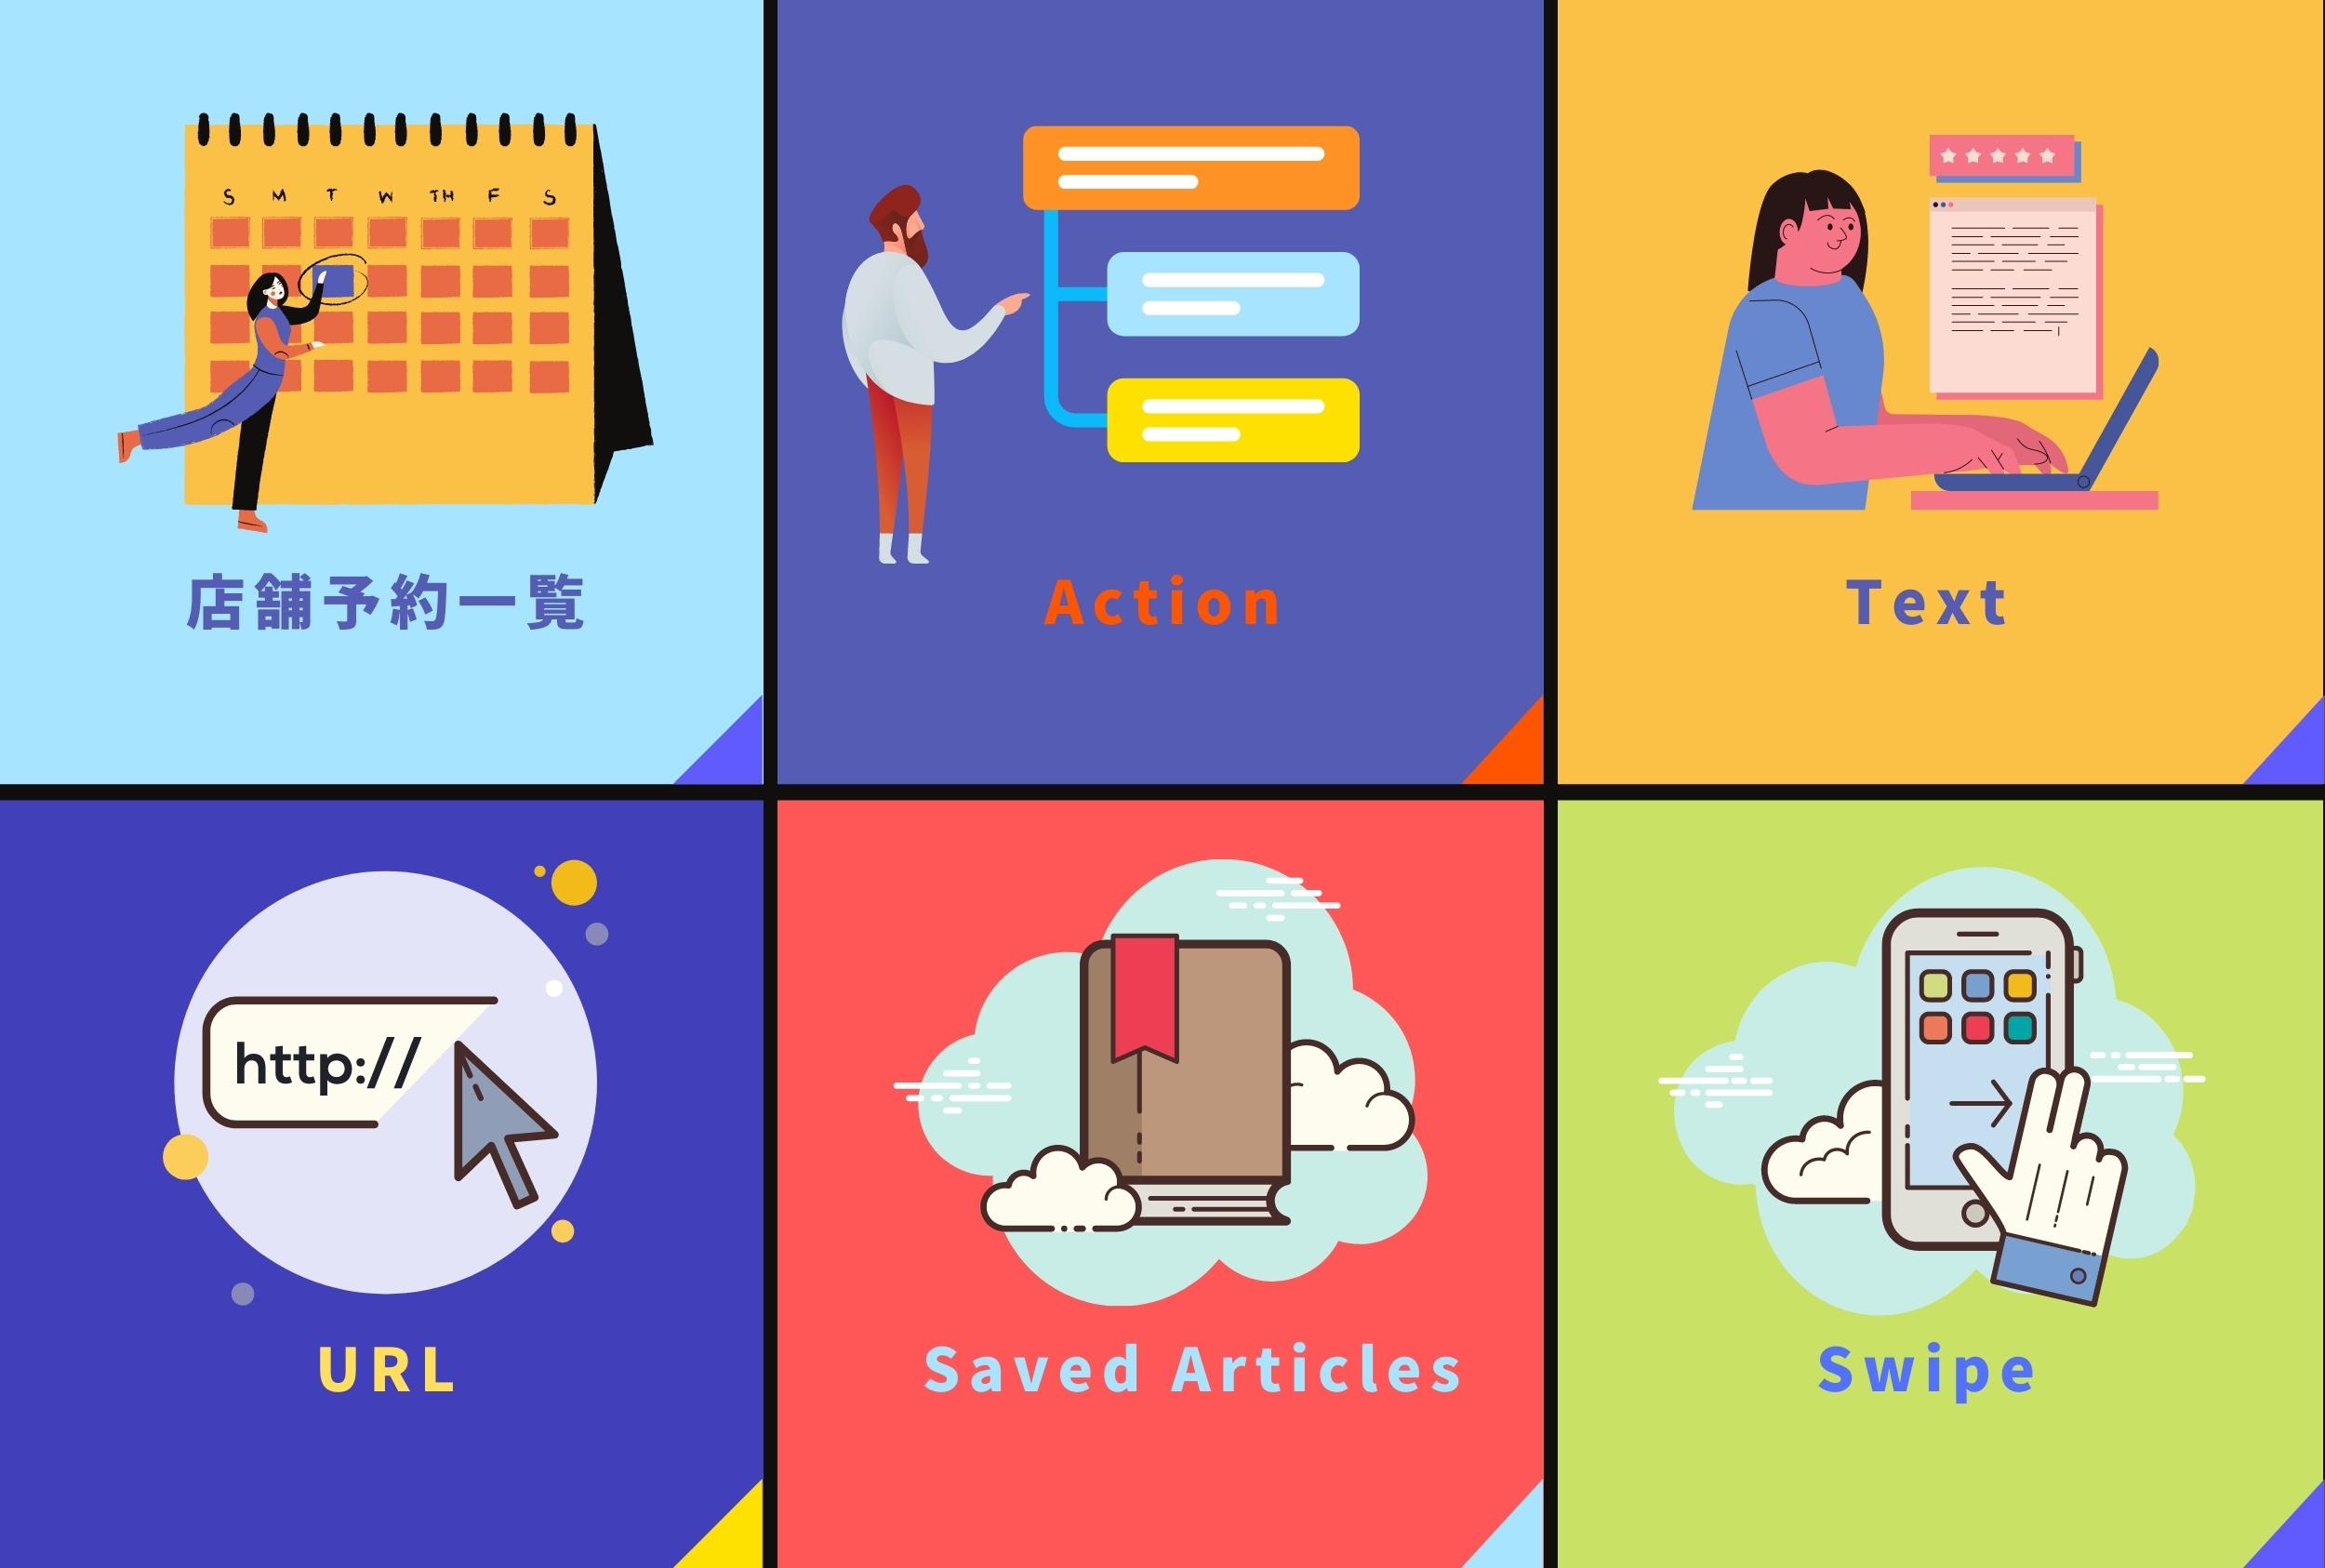 S M T W TH F S
店舗予約一覧
Action
Text
http://
URL
Saved Articles
Swipe